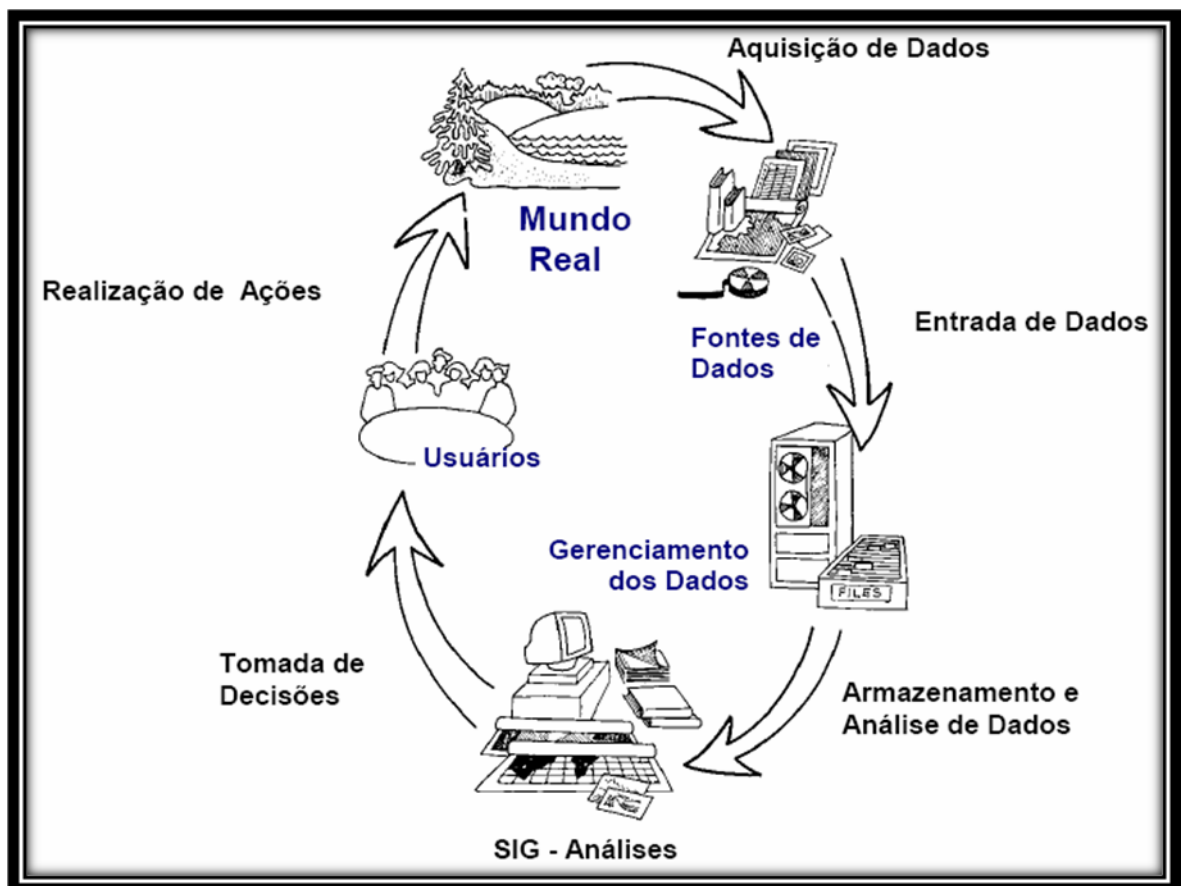 Aquisição de Dados
Mundo
Real
Realização de Ações
Fontes de
Dados
Entrada de Dados
Usuários
Gerenciamento
dos Dados
FILES
Tomada de
Decisões
Armazenamento e
Análise de Dados
SIG - Análises